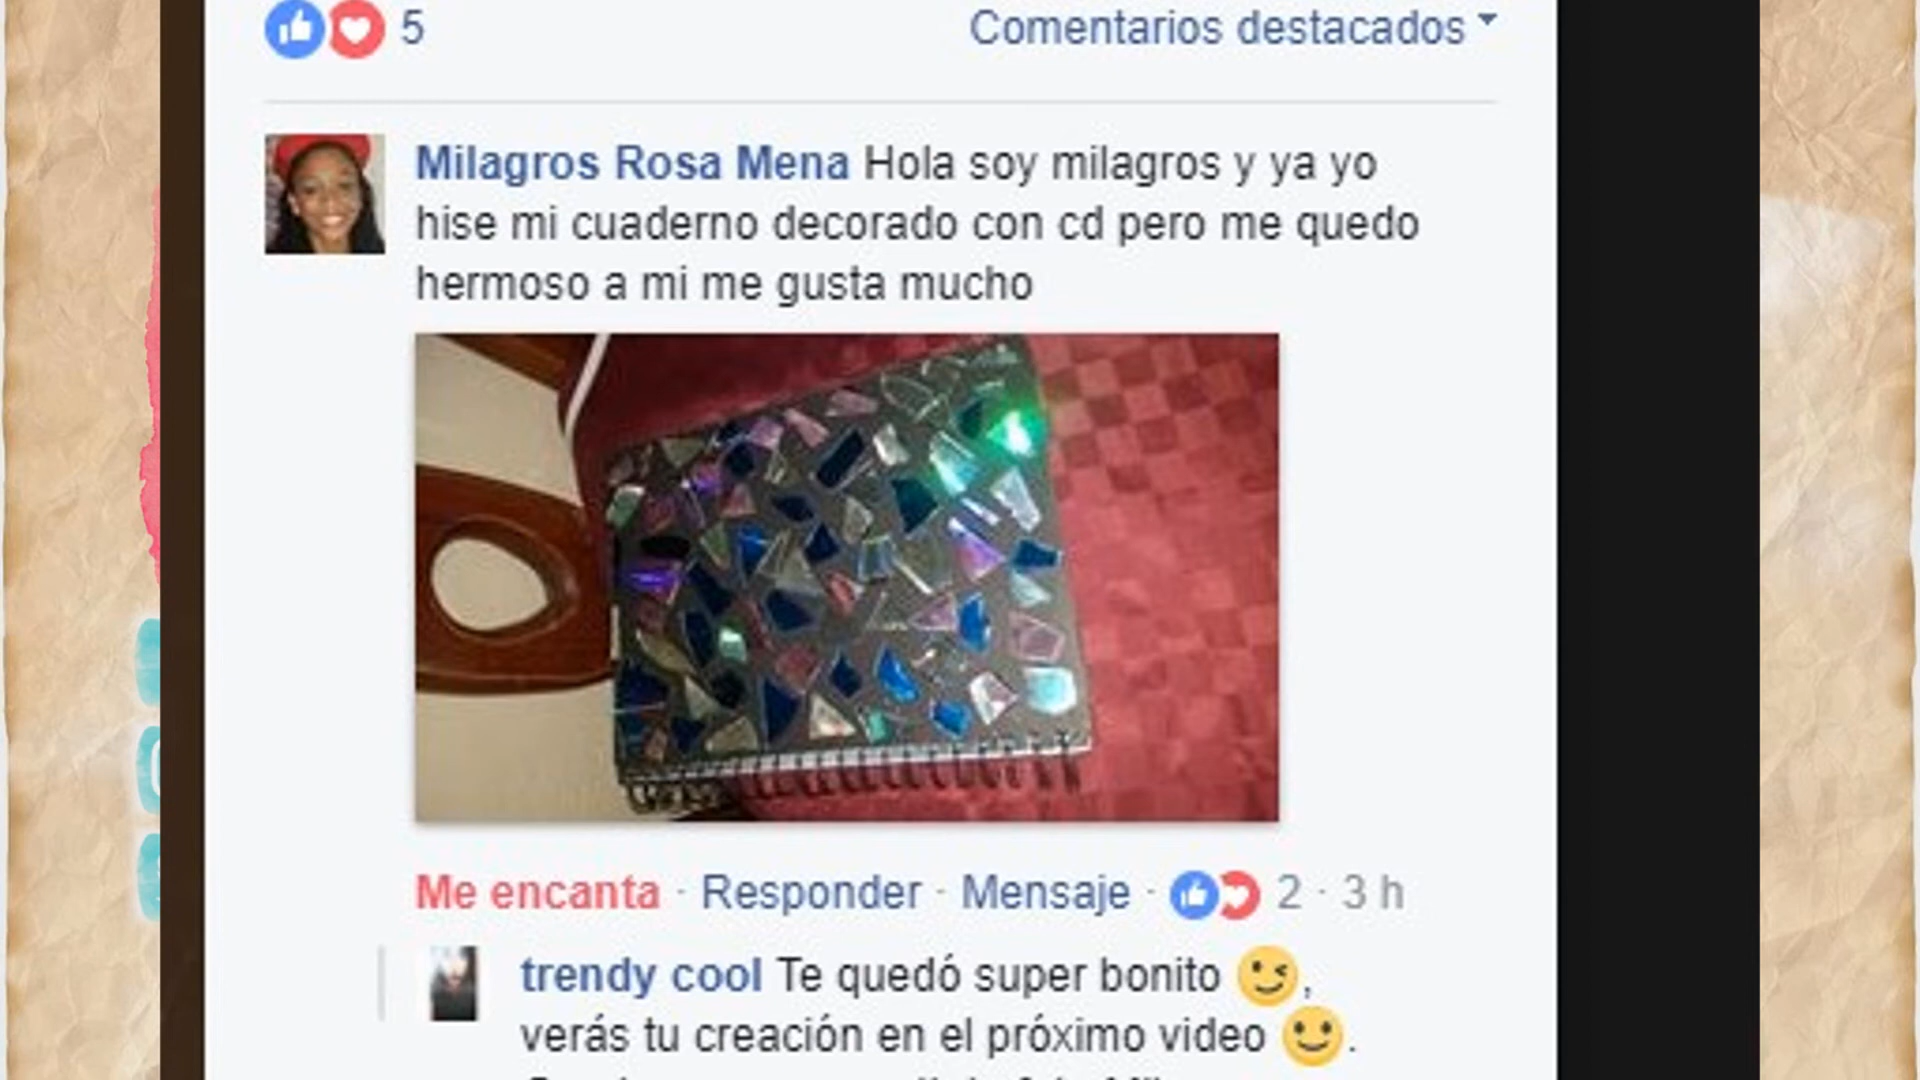 5
Comentarios destacados
Milagros Rosa Mena Hola soy milagros y ya yo
hise mi cuaderno decorado con cd pero me quedo
hermoso a mi me gusta mucho
Me encanta · Responder · Mensaje · 2 · 3 h
trendy cool Te quedó super bonito 😉,
verás tu creación en el próximo video 🙂.